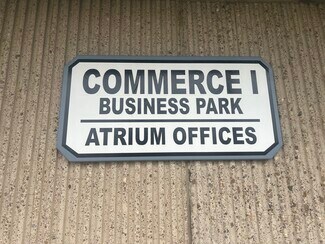 COMMERCE I
BUSINESS PARK
ATRIUM OFFICES